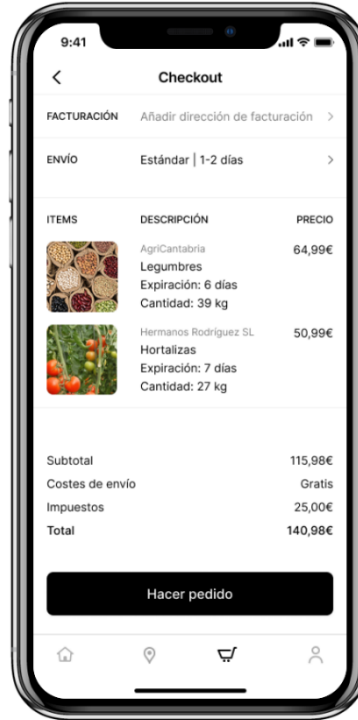 9:41
Checkout
FACTURACIÓN Añadir dirección de facturación
ENVÍO Estándar | 1-2 días
ITEMS DESCRIPCIÓN PRECIO
AgriCantabria 64,99€
Legumbres
Expiración: 6 días
Cantidad: 39 kg
Hermanos Rodríguez SL 50,99€
Hortalizas
Expiración: 7 días
Cantidad: 27 kg
Subtotal 115,98€
Costes de envío Gratis
Impuestos 25,00€
Total 140,98€
Hacer pedido